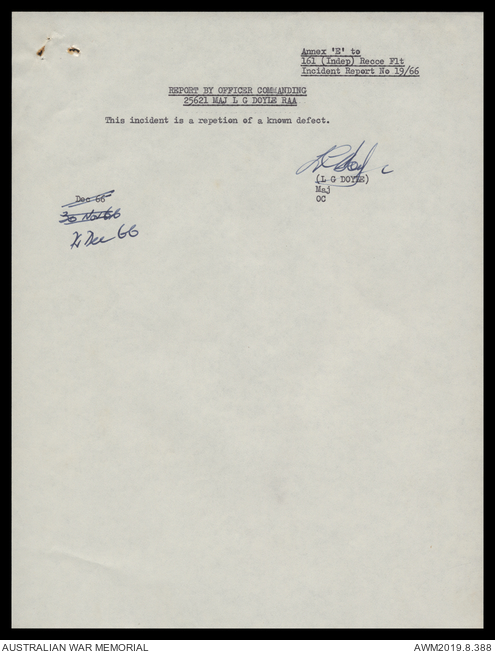 Annex 'E' to
161 (Indep) Recce Flt
Incident Report No 19/66
REPORT BY OFFICER COMMANDING
25621 MAJ L G DOYLE RAA
This incident is a repetion of a known defect.
(L G DOYLE)
Maj
OC
Dec 66
30 Nov 66
Dec 66
AUSTRALIAN WAR MEMORIAL
AWM2019.8.388